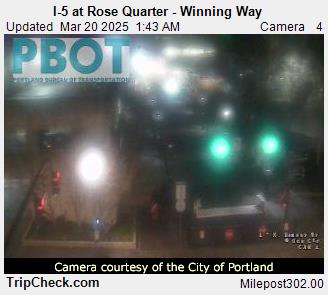 I-5 at Rose Quarter - Winning Way
Updated Mar 20 2025 1:43 AM Camera 4
PBOT
PORTLAND BUREAU OF TRANSPORTATION
Camera courtesy of the City of Portland
TripCheck.com Milepost302.00